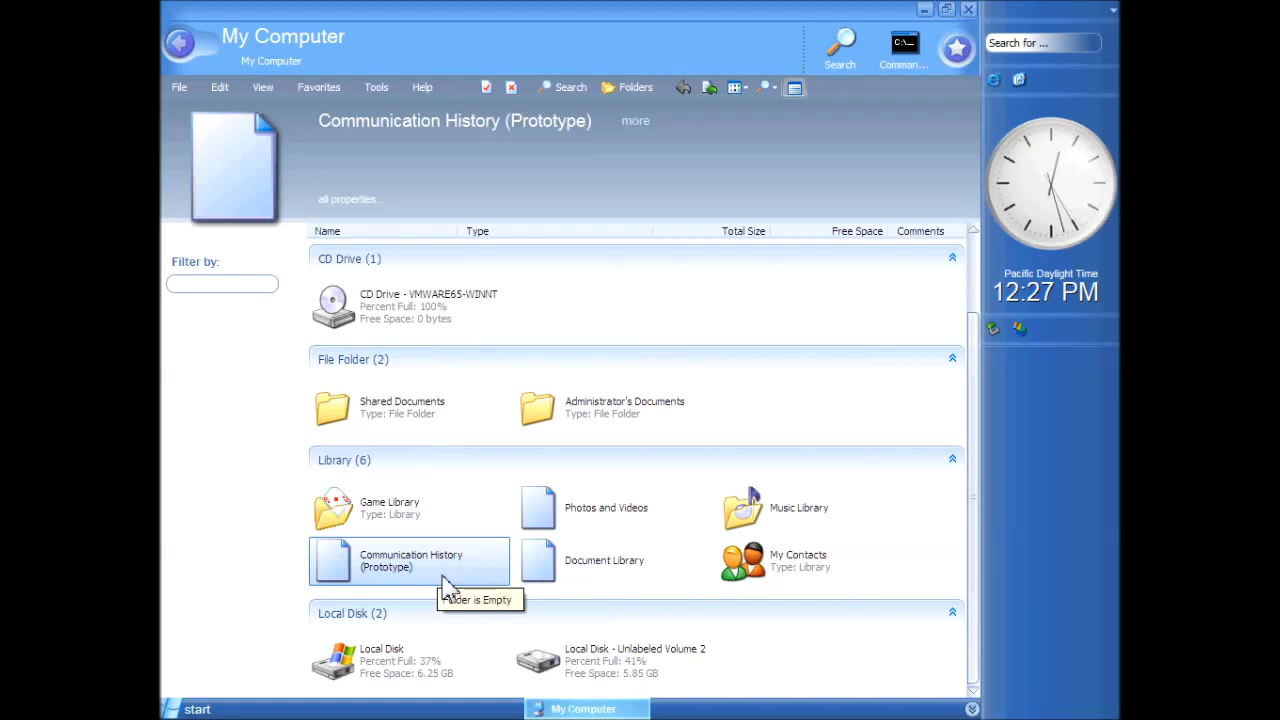 My Computer
My Computer
Search
Comman...
Search for ...
File Edit View Favorites Tools Help Search Folders
Communication History (Prototype) more
all properties...
Name Type Total Size Free Space Comments
Filter by:
CD Drive (1)
CD Drive - VMWARE65-WINNT
Percent Full: 100%
Free Space: 0 bytes
File Folder (2)
Shared Documents
Type: File Folder
Administrator's Documents
Type: File Folder
Library (6)
Game Library
Type: Library
Photos and Videos
Music Library
Communication History
(Prototype)
Document Library
My Contacts
Type: Library
is Empty
Local Disk (2)
Local Disk
Percent Full: 37%
Free Space: 6.25 GB
Local Disk - Unlabeled Volume 2
Percent Full: 41%
Free Space: 5.85 GB
Pacific Daylight Time
12:27 PM
start
My Computer
C:\